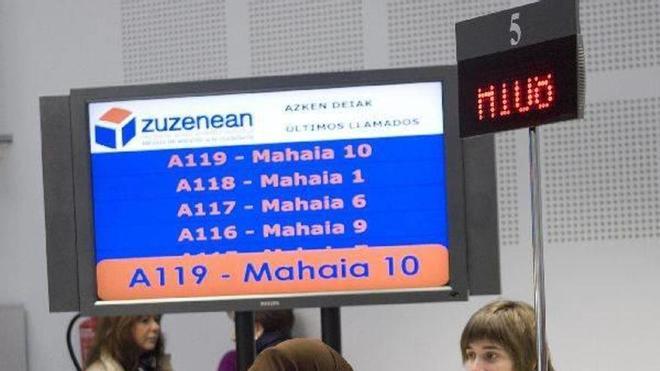 5
zuzenean
AZKEN DEIAK
ÚLTIMOS LLAMADOS
A119 - Mahaia 10
A118 - Mahaia 1
A117 - Mahaia 6
A116 - Mahaia 9
A119 - Mahaia 10
PHILIPS